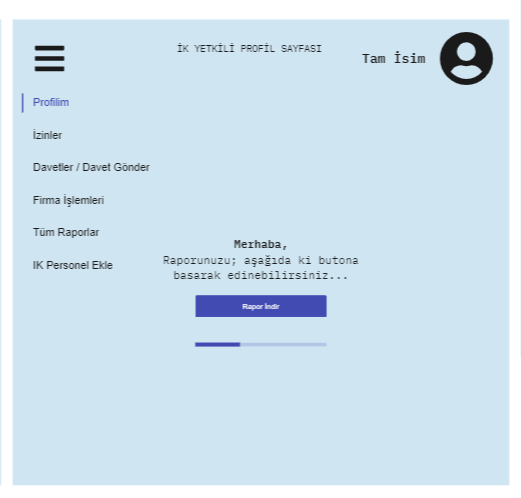 İK YETKİLİ PROFİL SAYFASI
Tam İsim
Profilim
İzinler
Davetler / Davet Gönder
Firma İşlemleri
Tüm Raporlar
IK Personel Ekle
Merhaba,
Raporunuzu; aşağıda ki butona
basarak edinebilirsiniz...
Rapor İndir